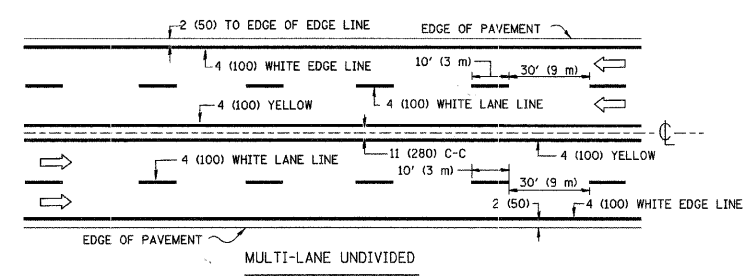 2 (50) TO EDGE OF EDGE LINE
EDGE OF PAVEMENT
4 (100) WHITE EDGE LINE
10' (3 m)
30' (9 m)
4 (100) YELLOW
4 (100) WHITE LANE LINE
℄
4 (100) WHITE LANE LINE
11 (280) C-C
4 (100) YELLOW
10' (3 m)
30' (9 m)
2 (50)
4 (100) WHITE EDGE LINE
EDGE OF PAVEMENT
MULTI-LANE UNDIVIDED